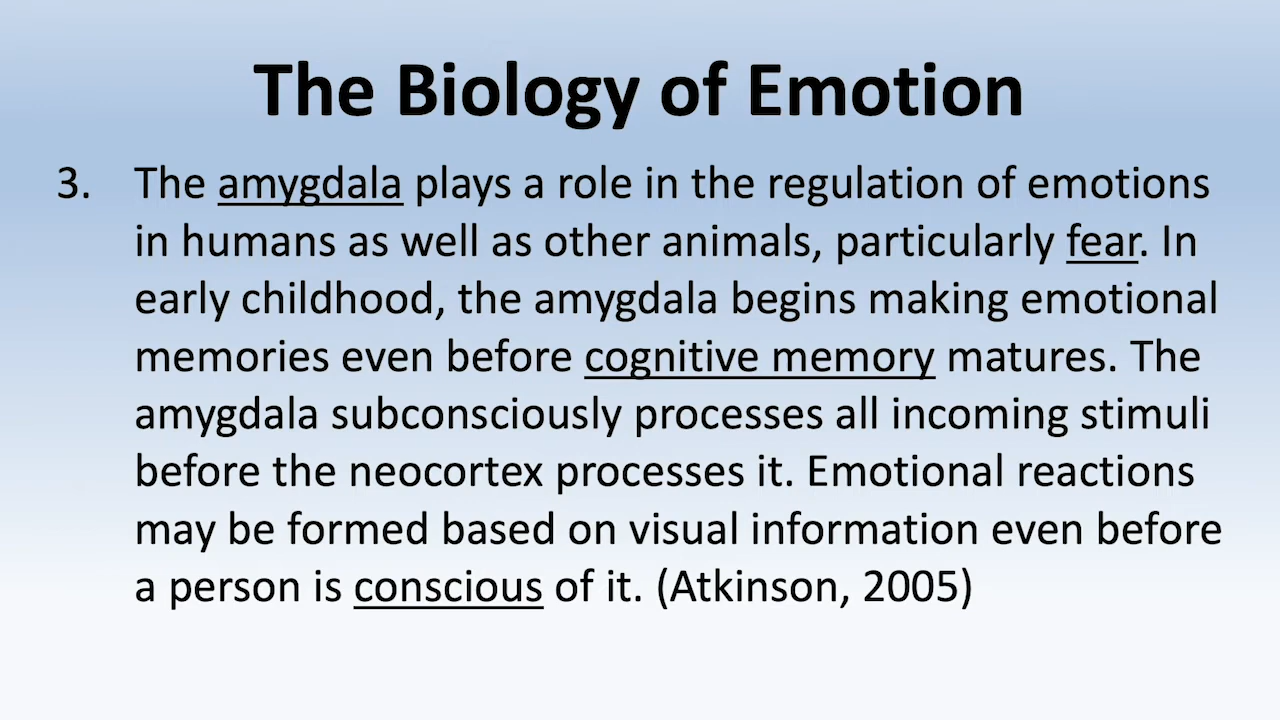 The Biology of Emotion
3. The amygdala plays a role in the regulation of emotions
in humans as well as other animals, particularly fear. In
early childhood, the amygdala begins making emotional
memories even before cognitive memory matures. The
amygdala subconsciously processes all incoming stimuli
before the neocortex processes it. Emotional reactions
may be formed based on visual information even before
a person is conscious of it. (Atkinson, 2005)